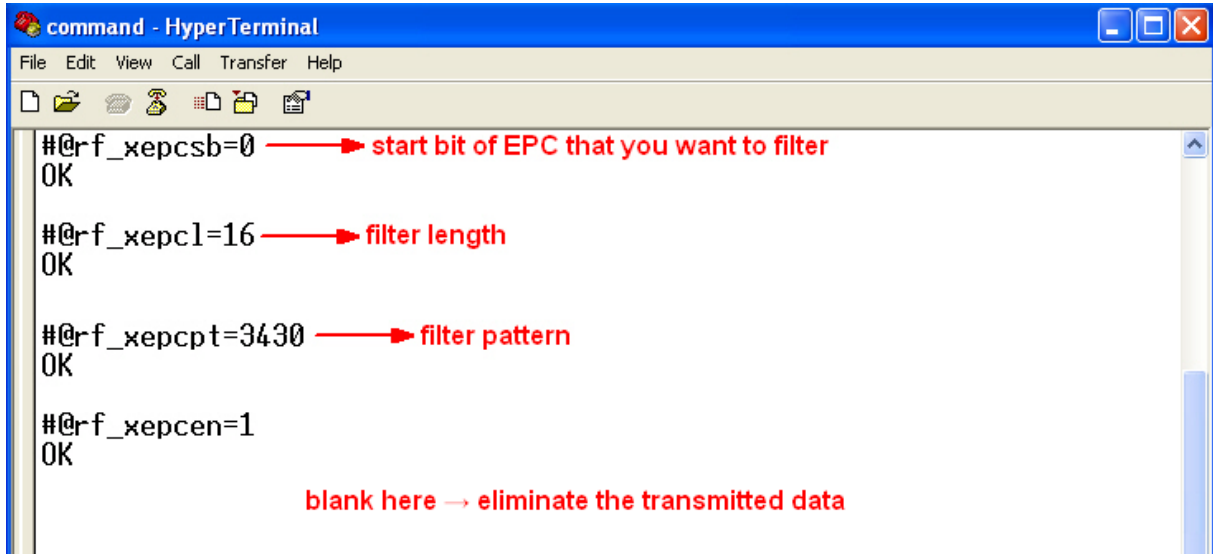 command - HyperTerminal
File Edit View Call Transfer Help
#@rf_xepcsb=0 start bit of EPC that you want to filter
OK
#@rf_xepcl=16 filter length
OK
#@rf_xepcpt=3430 filter pattern
OK
#@rf_xepcen=1
OK
blank here → eliminate the transmitted data